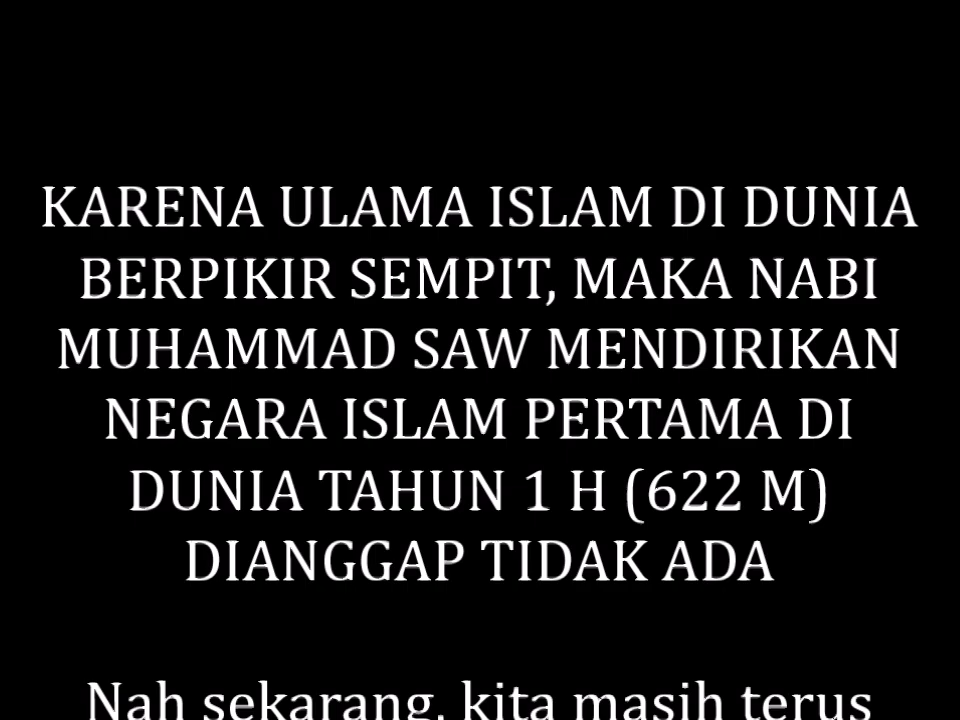 KARENA ULAMA ISLAM DI DUNIA
BERPIKIR SEMPIT, MAKA NABI
MUHAMMAD SAW MENDIRIKAN
NEGARA ISLAM PERTAMA DI
DUNIA TAHUN 1 H (622 M)
DIANGGAP TIDAK ADA
Nah sekarang, kita masih terus